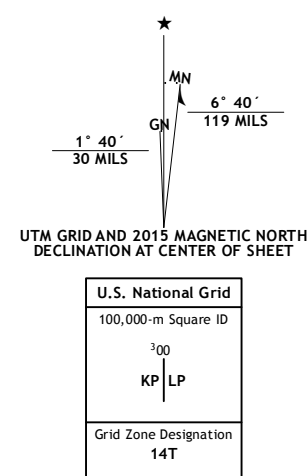 ★
MN
GN
6° 40´
119 MILS
1° 40´
30 MILS
UTM GRID AND 2015 MAGNETIC NORTH
DECLINATION AT CENTER OF SHEET
U.S. National Grid
100,000-m Square ID
³00
KP LP
Grid Zone Designation
14T